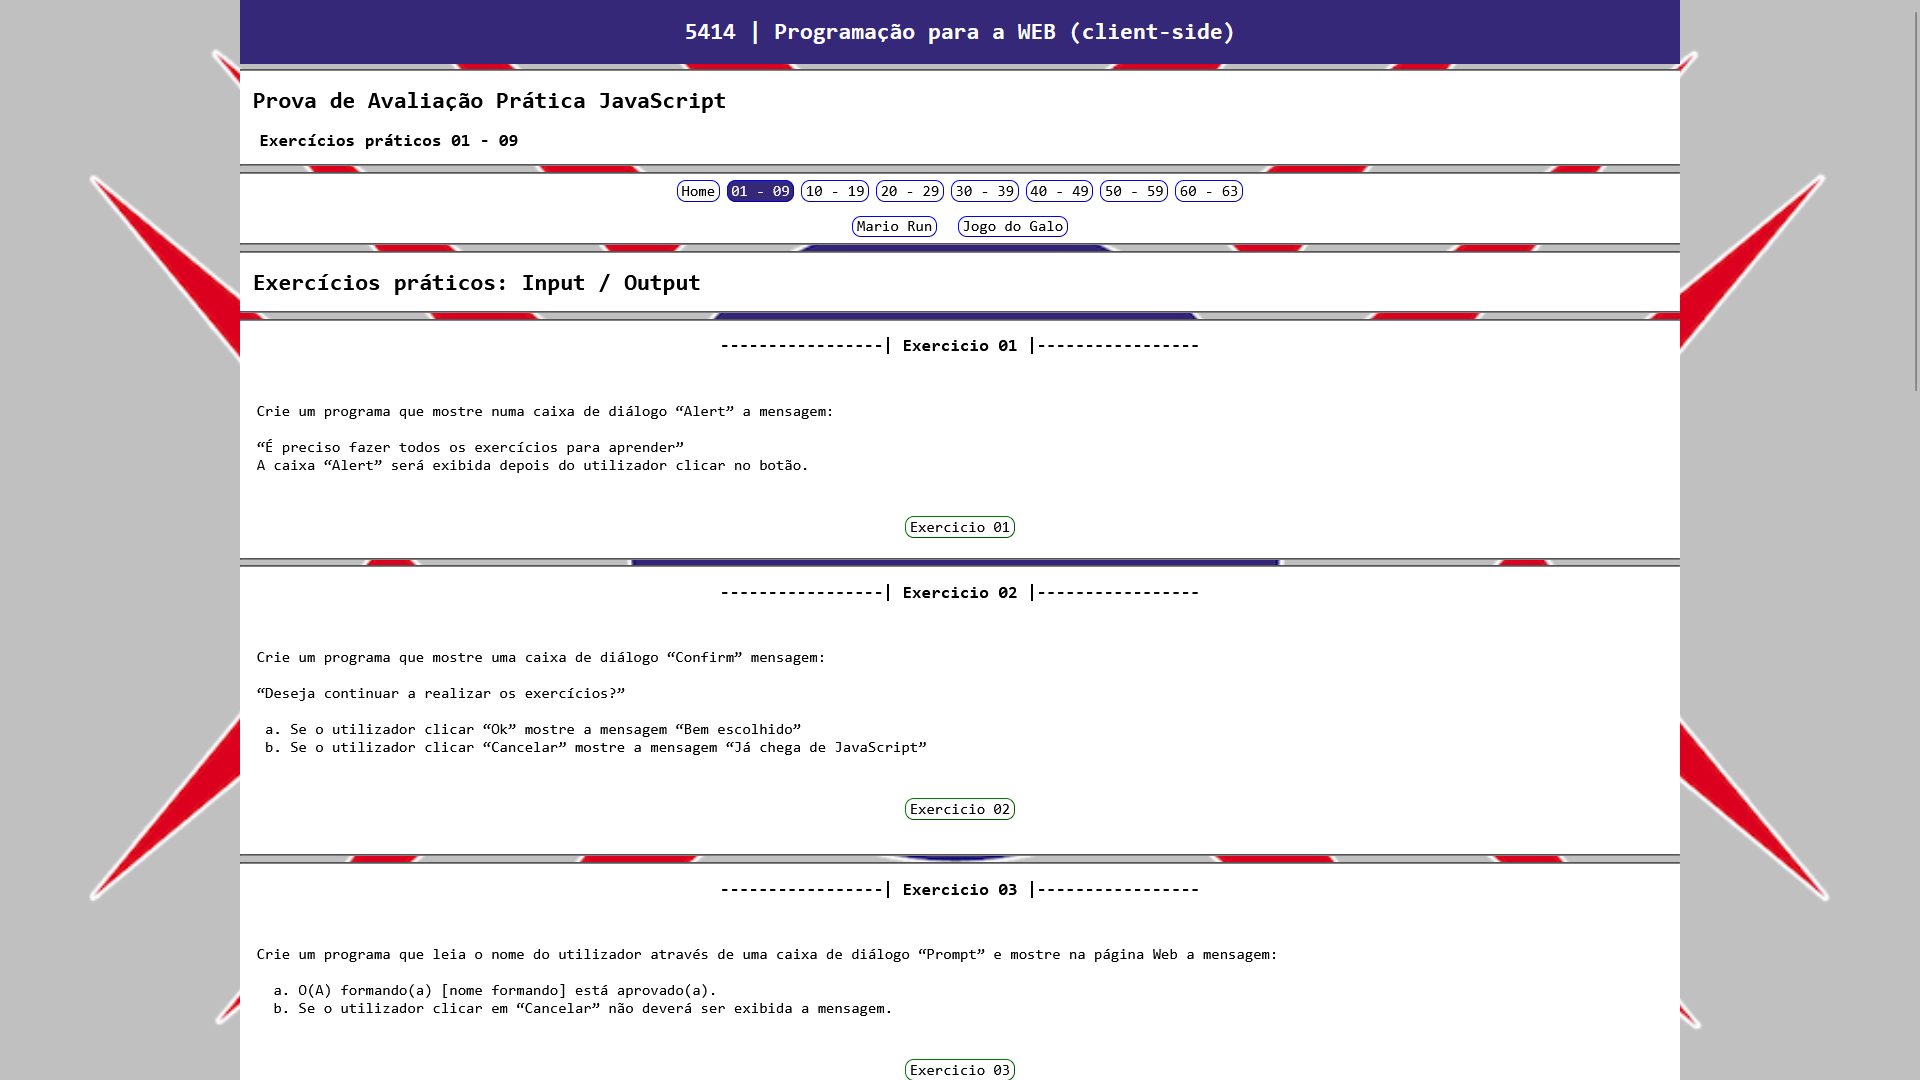 5414 | Programação para a WEB (client-side)
Prova de Avaliação Prática JavaScript
Exercícios práticos 01 - 09
Home 01 - 09 10 - 19 20 - 29 30 - 39 40 - 49 50 - 59 60 - 63
Mario Run Jogo do Galo
Exercícios práticos: Input / Output
-----------------| Exercicio 01 |-----------------
Crie um programa que mostre numa caixa de diálogo “Alert” a mensagem:
“É preciso fazer todos os exercícios para aprender”
A caixa “Alert” será exibida depois do utilizador clicar no botão.
Exercicio 01
-----------------| Exercicio 02 |-----------------
Crie um programa que mostre uma caixa de diálogo “Confirm” mensagem:
“Deseja continuar a realizar os exercícios?”
a. Se o utilizador clicar “Ok” mostre a mensagem “Bem escolhido”
b. Se o utilizador clicar “Cancelar” mostre a mensagem “Já chega de JavaScript”
Exercicio 02
-----------------| Exercicio 03 |-----------------
Crie um programa que leia o nome do utilizador através de uma caixa de diálogo “Prompt” e mostre na página Web a mensagem:
a. O(A) formando(a) [nome formando] está aprovado(a).
b. Se o utilizador clicar em “Cancelar” não deverá ser exibida a mensagem.
Exercicio 03